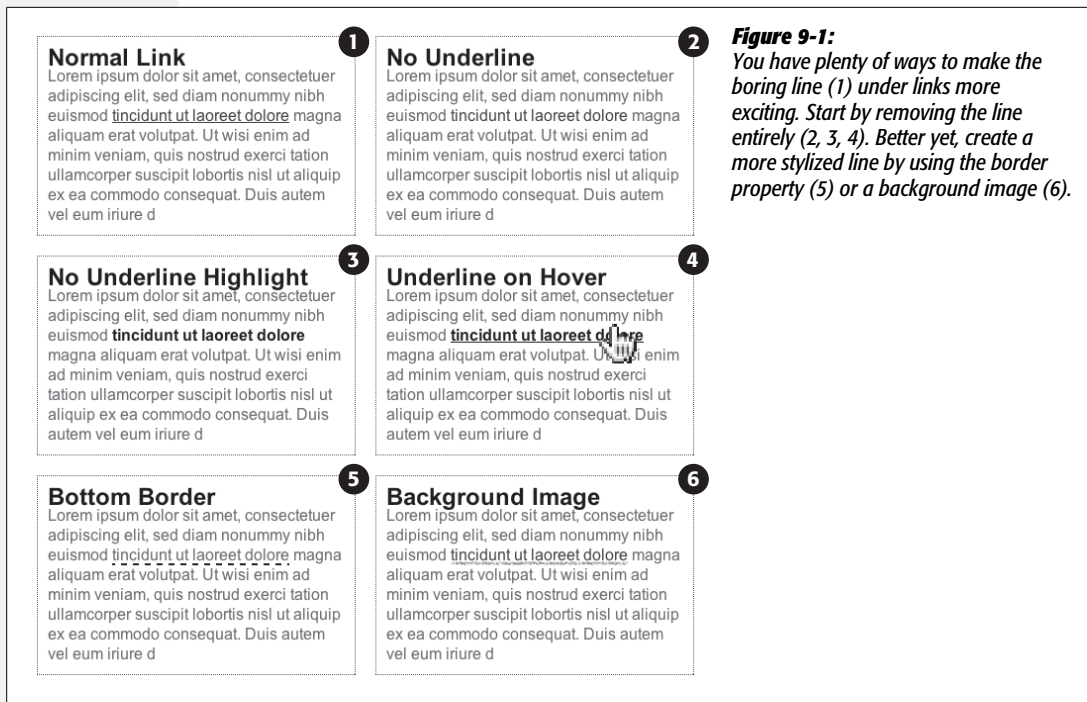 1
Normal Link
Lorem ipsum dolor sit amet, consectetuer
adipiscing elit, sed diam nonummy nibh
euismod tincidunt ut laoreet dolore magna
aliquam erat volutpat. Ut wisi enim ad
minim veniam, quis nostrud exerci tation
ullamcorper suscipit lobortis nisl ut aliquip
ex ea commodo consequat. Duis autem
vel eum iriure d
2
No Underline
Lorem ipsum dolor sit amet, consectetuer
adipiscing elit, sed diam nonummy nibh
euismod tincidunt ut laoreet dolore magna
aliquam erat volutpat. Ut wisi enim ad
minim veniam, quis nostrud exerci tation
ullamcorper suscipit lobortis nisl ut aliquip
ex ea commodo consequat. Duis autem
vel eum iriure d
Figure 9-1:
You have plenty of ways to make the
boring line (1) under links more
exciting. Start by removing the line
entirely (2, 3, 4). Better yet, create a
more stylized line by using the border
property (5) or a background image (6).
3
No Underline Highlight
Lorem ipsum dolor sit amet, consectetuer
adipiscing elit, sed diam nonummy nibh
euismod tincidunt ut laoreet dolore
magna aliquam erat volutpat. Ut wisi enim
ad minim veniam, quis nostrud exerci
tation ullamcorper suscipit lobortis nisl ut
aliquip ex ea commodo consequat. Duis
autem vel eum iriure d
4
Underline on Hover
Lorem ipsum dolor sit amet, consectetuer
adipiscing elit, sed diam nonummy nibh
euismod tincidunt ut laoreet dolore
magna aliquam erat volutpat. Ut wisi enim
ad minim veniam, quis nostrud exerci
tation ullamcorper suscipit lobortis nisl ut
aliquip ex ea commodo consequat. Duis
autem vel eum iriure d
5
Bottom Border
Lorem ipsum dolor sit amet, consectetuer
adipiscing elit, sed diam nonummy nibh
euismod tincidunt ut laoreet dolore magna
aliquam erat volutpat. Ut wisi enim ad
minim veniam, quis nostrud exerci tation
ullamcorper suscipit lobortis nisl ut aliquip
ex ea commodo consequat. Duis autem
vel eum iriure d
6
Background Image
Lorem ipsum dolor sit amet, consectetuer
adipiscing elit, sed diam nonummy nibh
euismod tincidunt ut laoreet dolore magna
aliquam erat volutpat. Ut wisi enim ad
minim veniam, quis nostrud exerci tation
ullamcorper suscipit lobortis nisl ut aliquip
ex ea commodo consequat. Duis autem
vel eum iriure d